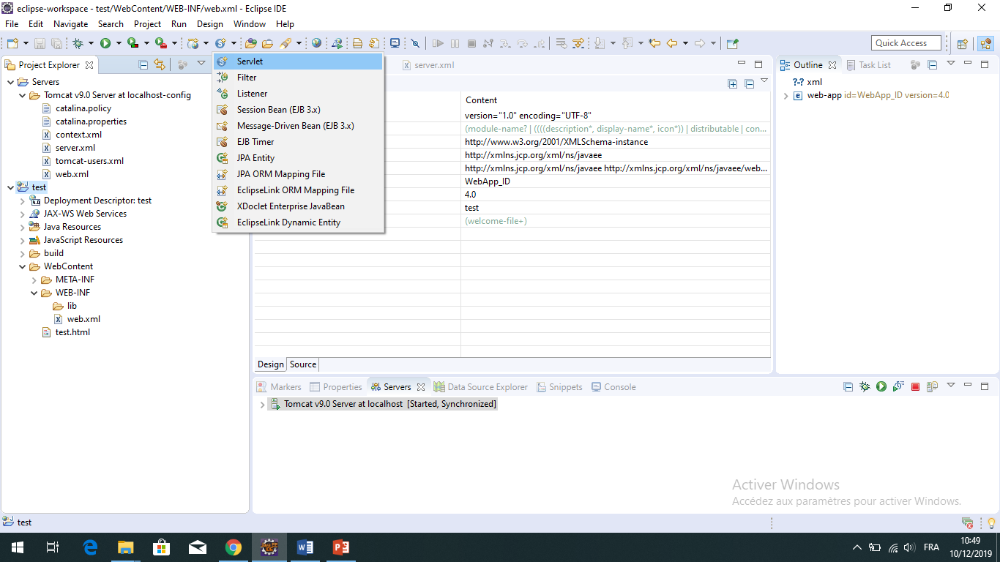 eclipse-workspace - test/WebContent/WEB-INF/web.xml - Eclipse IDE
File Edit Navigate Search Project Run Design Window Help
Quick Access
Project Explorer
Servers
Tomcat v9.0 Server at localhost-config
catalina.policy
catalina.properties
context.xml
server.xml
tomcat-users.xml
web.xml
test
Deployment Descriptor: test
JAX-WS Web Services
Java Resources
JavaScript Resources
build
WebContent
META-INF
WEB-INF
lib
web.xml
test.html
Servlet
Filter
Listener
Session Bean (EJB 3.x)
Message-Driven Bean (EJB 3.x)
EJB Timer
JPA Entity
JPA ORM Mapping File
EclipseLink ORM Mapping File
XDoclet Enterprise JavaBean
EclipseLink Dynamic Entity
server.xml
Content
version="1.0" encoding="UTF-8"
(module-name? | ((((description*, display-name*, icon*)) | distributable | con...
http://www.w3.org/2001/XMLSchema-instance
http://xmlns.jcp.org/xml/ns/javaee
http://xmlns.jcp.org/xml/ns/javaee http://xmlns.jcp.org/xml/ns/javaee/web...
WebApp_ID
4.0
test
(welcome-file+)
Design Source
Outline Task List
xml
web-app id=WebApp_ID version=4.0
Markers Properties Servers Data Source Explorer Snippets Console
Tomcat v9.0 Server at localhost [Started, Synchronized]
Activer Windows
Accédez aux paramètres pour activer Windows.
test
FRA
10:49
10/12/2019